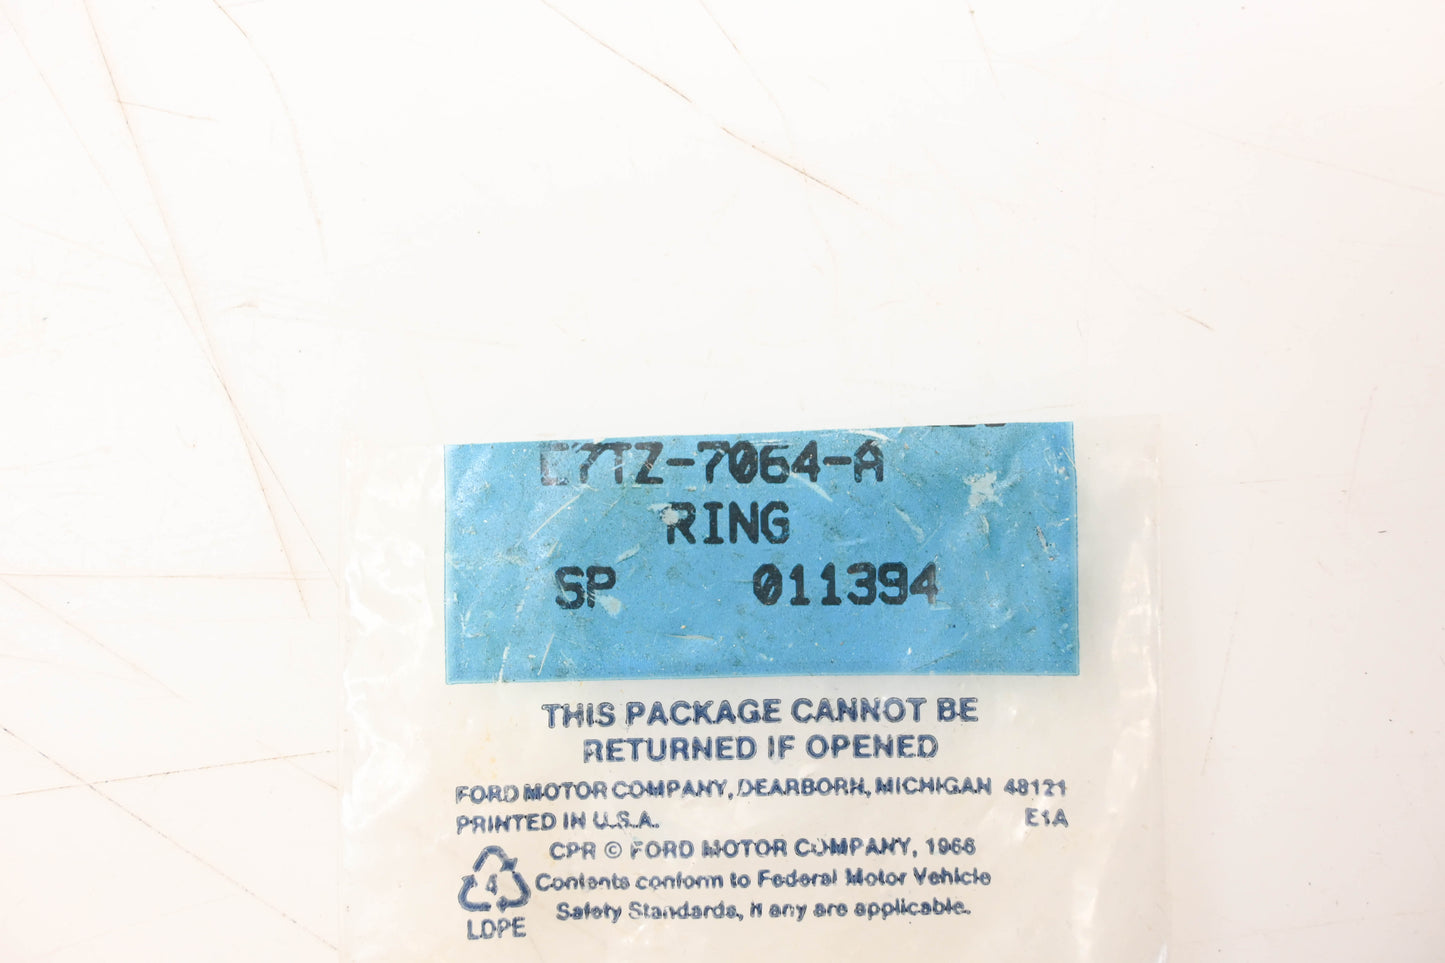 E7TZ-7064-A
RING
SP 011394
THIS PACKAGE CANNOT BE
RETURNED IF OPENED
FORD MOTOR COMPANY, DEARBORN, MICHIGAN 48121
PRINTED IN U.S.A. E1A
CPR © FORD MOTOR COMPANY, 1966
4 Contents conform to Federal Motor Vehicle
Safety Standards, if any are applicable.
LDPE